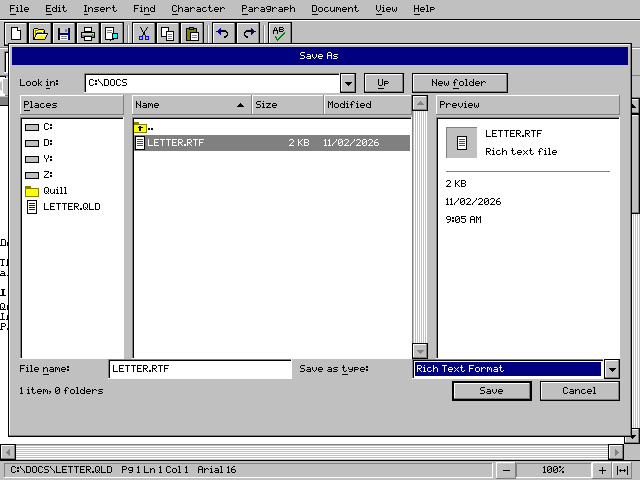 File Edit Insert Find Character Paragraph Document View Help
AB
Save As
Look in: C:\DOCS Up New folder
Places Name Size Modified Preview
C:
D:
Y:
Z:
Quill
LETTER.QLD
..
LETTER.RTF 2 KB 11/02/2026
LETTER.RTF
Rich text file
2 KB
11/02/2026
9:05 AM
File name: LETTER.RTF Save as type: Rich Text Format
1 item, 0 folders Save Cancel
C:\DOCS\LETTER.QLD Pg 1 Ln 1 Col 1 Arial 16 100%